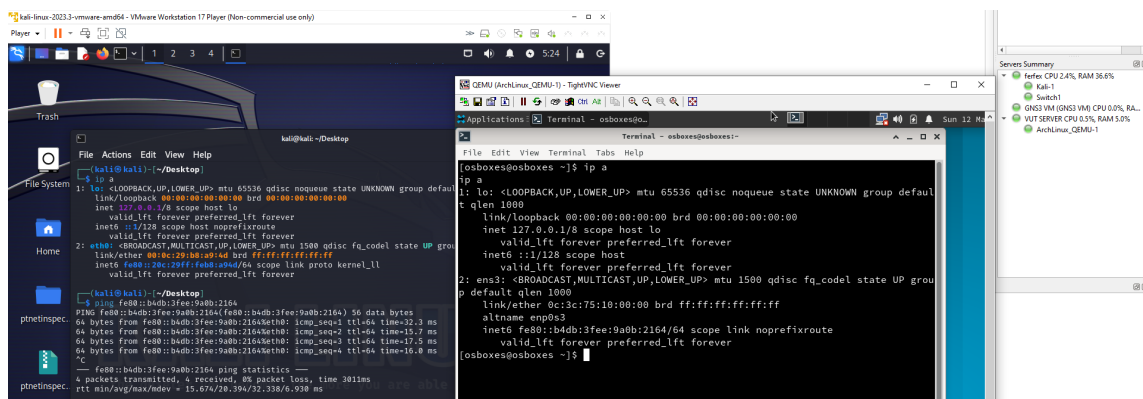 kali-linux-2023.3-vmware-amd64 - VMware Workstation 17 Player (Non-commercial use only)
Player
1 2 3 4
5:24
Trash
File System
Home
ptnetinspec...
ptnetinspec...
kali@kali: ~/Desktop
File Actions Edit View Help
(kali㉿kali)-[~/Desktop]
$ ip a
1: lo: <LOOPBACK,UP,LOWER_UP> mtu 65536 qdisc noqueue state UNKNOWN group defaul
link/loopback 00:00:00:00:00:00 brd 00:00:00:00:00:00
inet 127.0.0.1/8 scope host lo
valid_lft forever preferred_lft forever
inet6 ::1/128 scope host noprefixroute
valid_lft forever preferred_lft forever
2: eth0: <BROADCAST,MULTICAST,UP,LOWER_UP> mtu 1500 qdisc fq_codel state UP grou
link/ether 00:0c:29:b8:a9:4d brd ff:ff:ff:ff:ff:ff
inet6 fe80::20c:29ff:feb8:a94d/64 scope link proto kernel_ll
valid_lft forever preferred_lft forever
(kali㉿kali)-[~/Desktop]
$ ping fe80::b4db:3fee:9a0b:2164
PING fe80::b4db:3fee:9a0b:2164(fe80::b4db:3fee:9a0b:2164) 56 data bytes
64 bytes from fe80::b4db:3fee:9a0b:2164%eth0: icmp_seq=1 ttl=64 time=32.3 ms
64 bytes from fe80::b4db:3fee:9a0b:2164%eth0: icmp_seq=2 ttl=64 time=15.7 ms
64 bytes from fe80::b4db:3fee:9a0b:2164%eth0: icmp_seq=3 ttl=64 time=17.5 ms
64 bytes from fe80::b4db:3fee:9a0b:2164%eth0: icmp_seq=4 ttl=64 time=16.0 ms
^C
--- fe80::b4db:3fee:9a0b:2164 ping statistics ---
4 packets transmitted, 4 received, 0% packet loss, time 3011ms
rtt min/avg/max/mdev = 15.674/20.394/32.338/6.930 ms
you are able
QEMU (ArchLinux_QEMU-1) - TightVNC Viewer
Ctrl Alt
Applications
Terminal - osboxes@o...
Sun 12 Ma
Terminal - osboxes@osboxes:~
File Edit View Terminal Tabs Help
[osboxes@osboxes ~]$ ip a
ip a
1: lo: <LOOPBACK,UP,LOWER_UP> mtu 65536 qdisc noqueue state UNKNOWN group defaul
t qlen 1000
link/loopback 00:00:00:00:00:00 brd 00:00:00:00:00:00
inet 127.0.0.1/8 scope host lo
valid_lft forever preferred_lft forever
inet6 ::1/128 scope host
valid_lft forever preferred_lft forever
2: ens3: <BROADCAST,MULTICAST,UP,LOWER_UP> mtu 1500 qdisc fq_codel state UP grou
p default qlen 1000
link/ether 0c:3c:75:10:00:00 brd ff:ff:ff:ff:ff:ff
altname enp0s3
inet6 fe80::b4db:3fee:9a0b:2164/64 scope link noprefixroute
valid_lft forever preferred_lft forever
[osboxes@osboxes ~]$
Servers Summary
ferfex CPU 2.4%, RAM 36.6%
Kali-1
Switch1
GNS3 VM (GNS3 VM) CPU 0.0%, RA...
VUT SERVER CPU 0.5%, RAM 5.0%
ArchLinux_QEMU-1